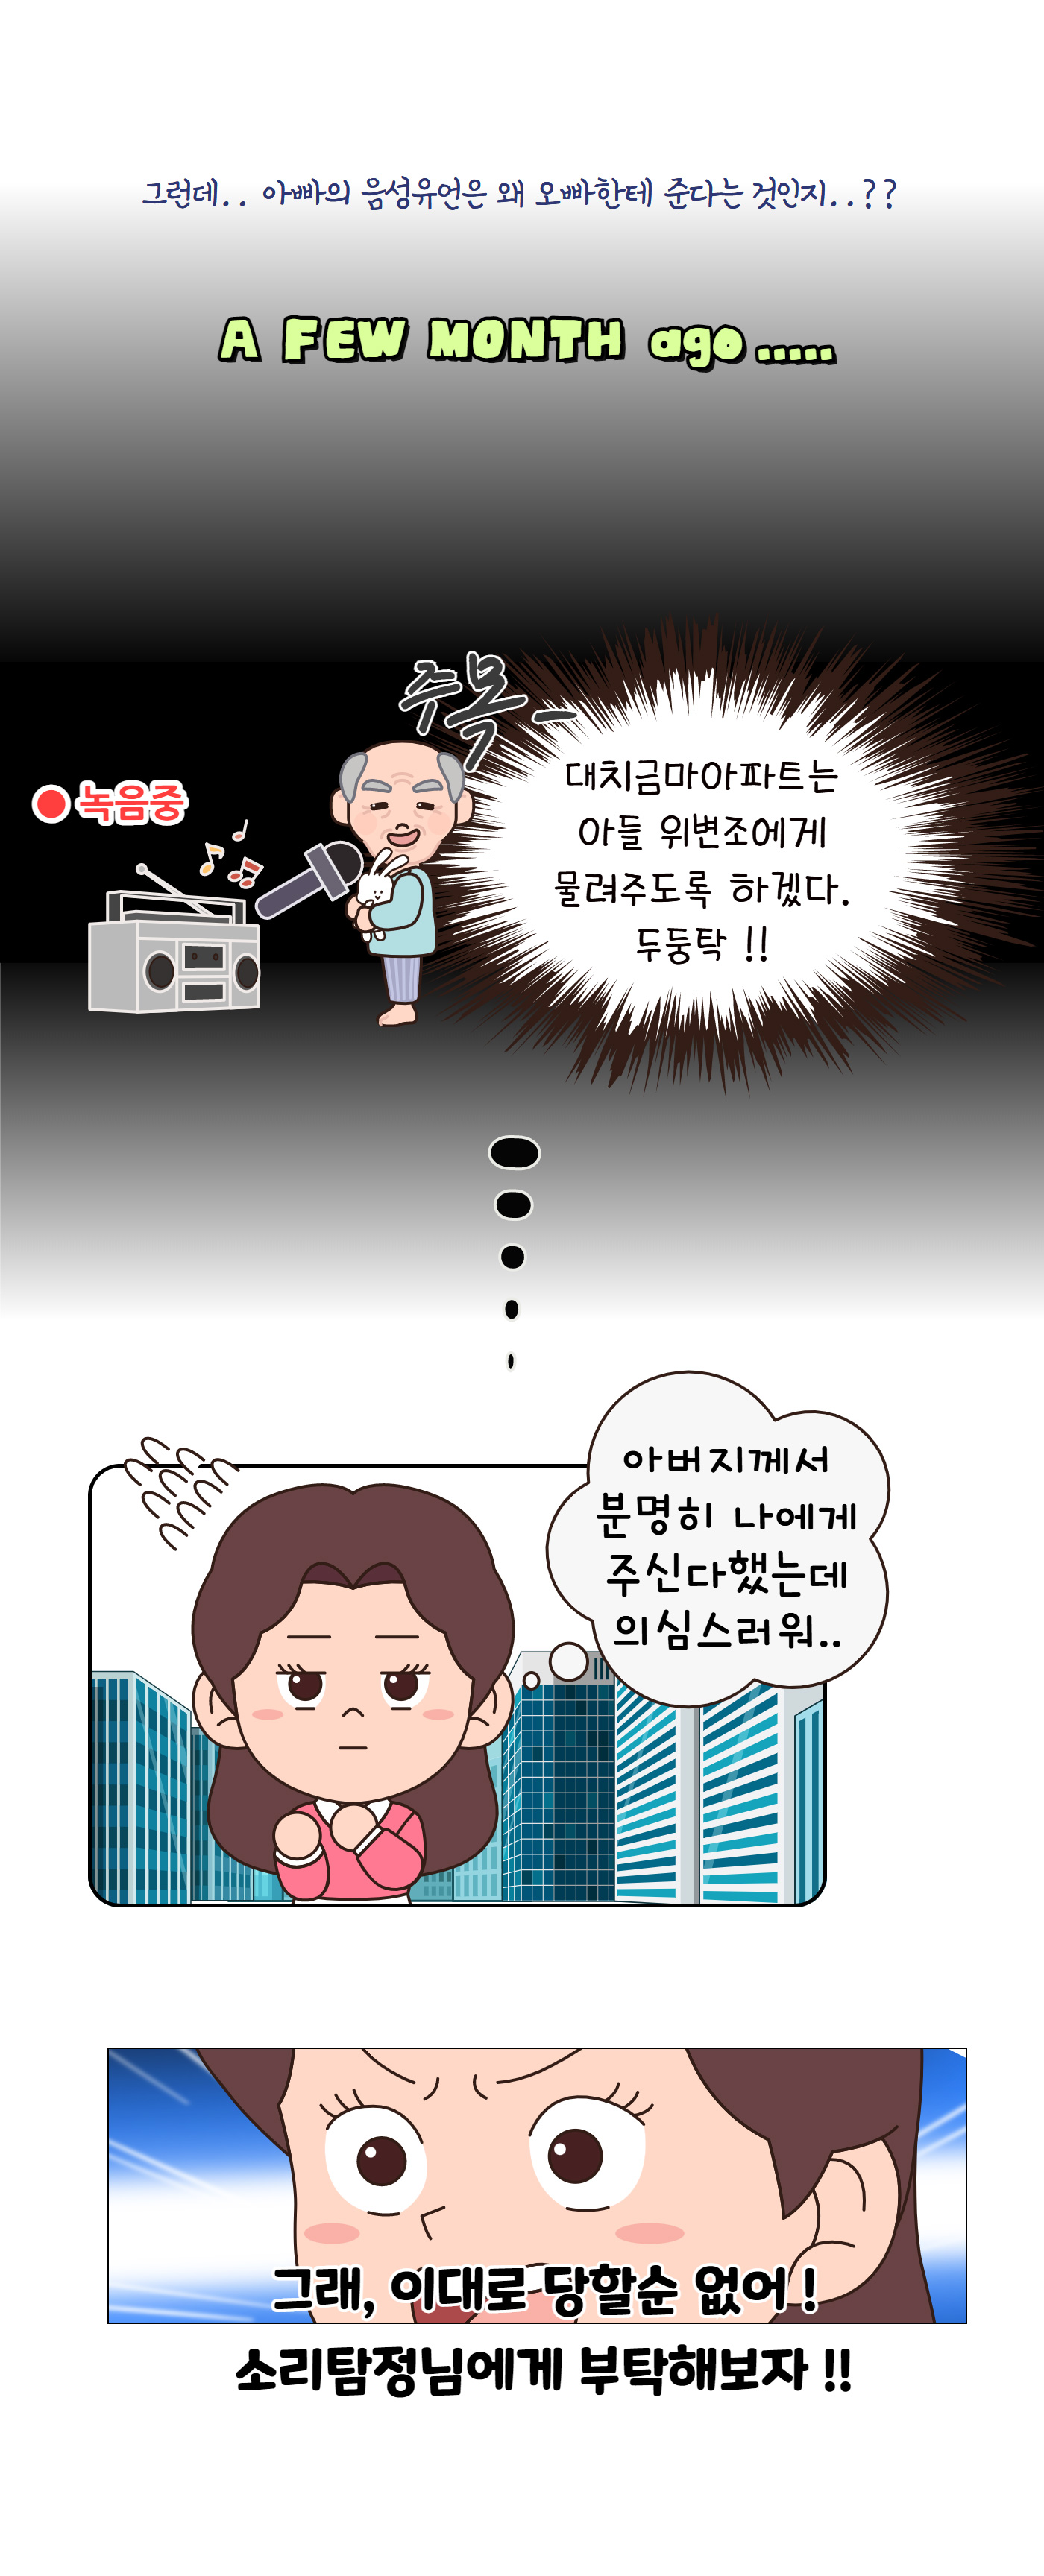 그런데.. 아빠의 음성유언은 왜 오빠한테 준다는 것인지..??
A FEW MONTH ago.....
주목-
대치금마아파트는
아들 위변조에게
물려주도록 하겠다.
두둥탁 !!
녹음중
아버지께서
분명히 나에게
주신다했는데
의심스러워..
그래, 이대로 당할순 없어!
소리탐정님에게 부탁해보자 !!